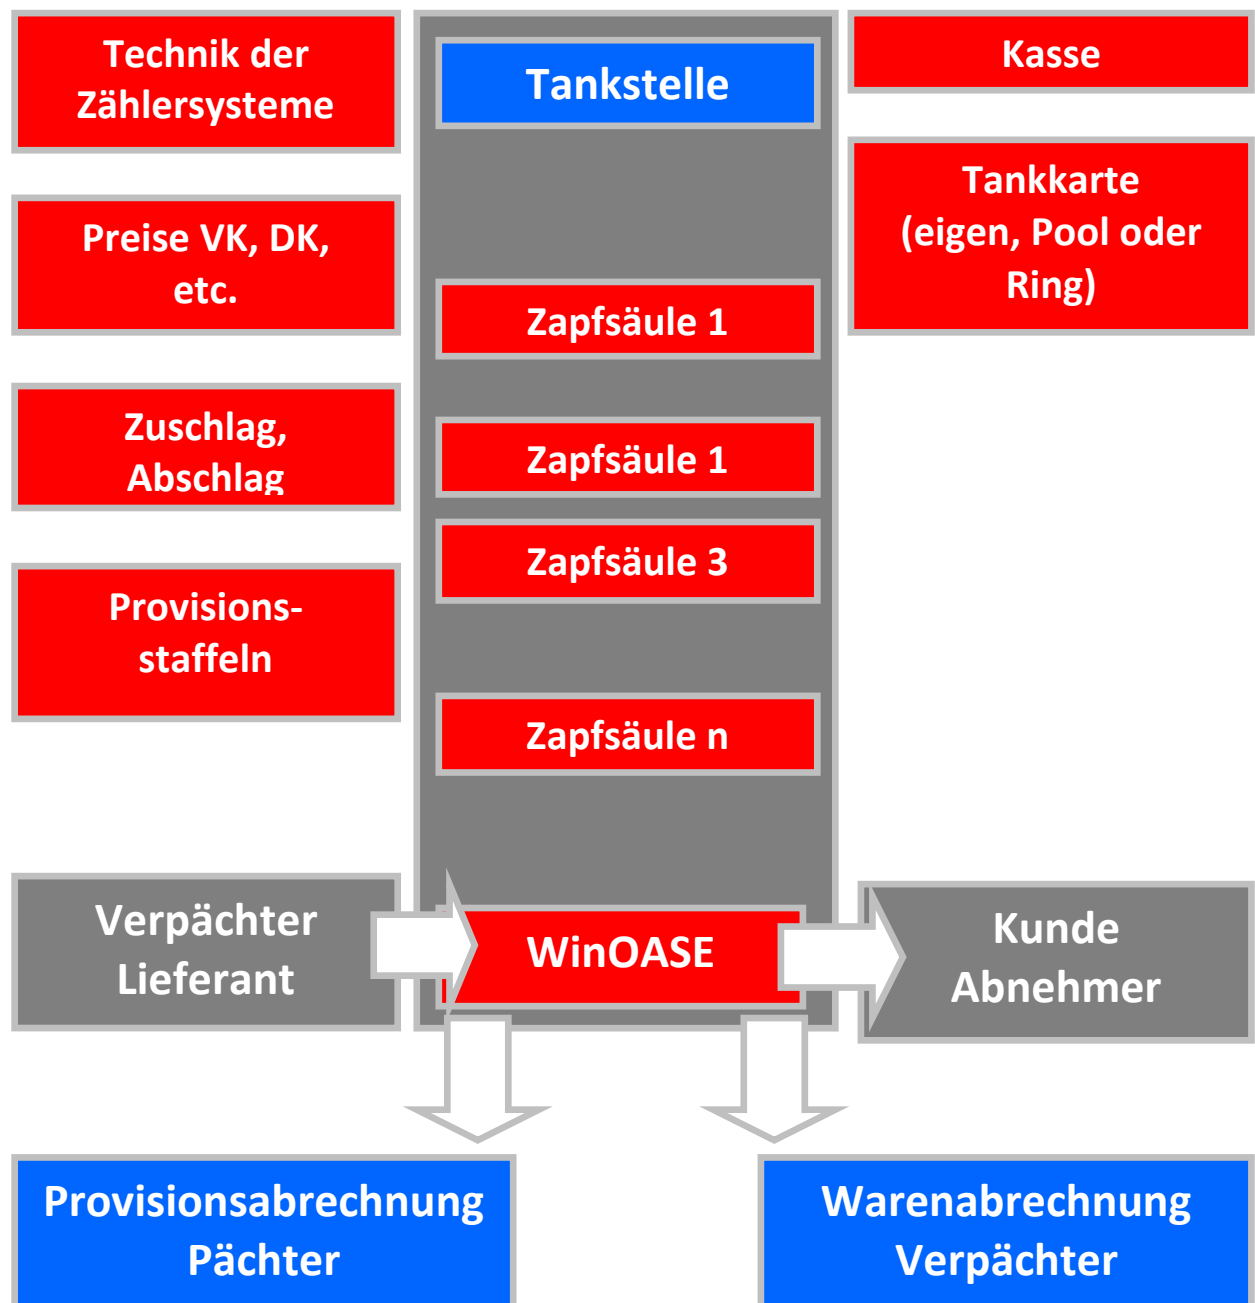 Technik der
Zählersysteme
Preise VK, DK,
etc.
Zuschlag,
Abschlag
Provisions-
staffeln
Tankstelle
Zapfsäule 1
Zapfsäule 1
Zapfsäule 3
Zapfsäule n
Kasse
Tankkarte
(eigen, Pool oder
Ring)
Verpächter
Lieferant
WinOASE
Kunde
Abnehmer
Provisionsabrechnung
Pächter
Warenabrechnung
Verpächter